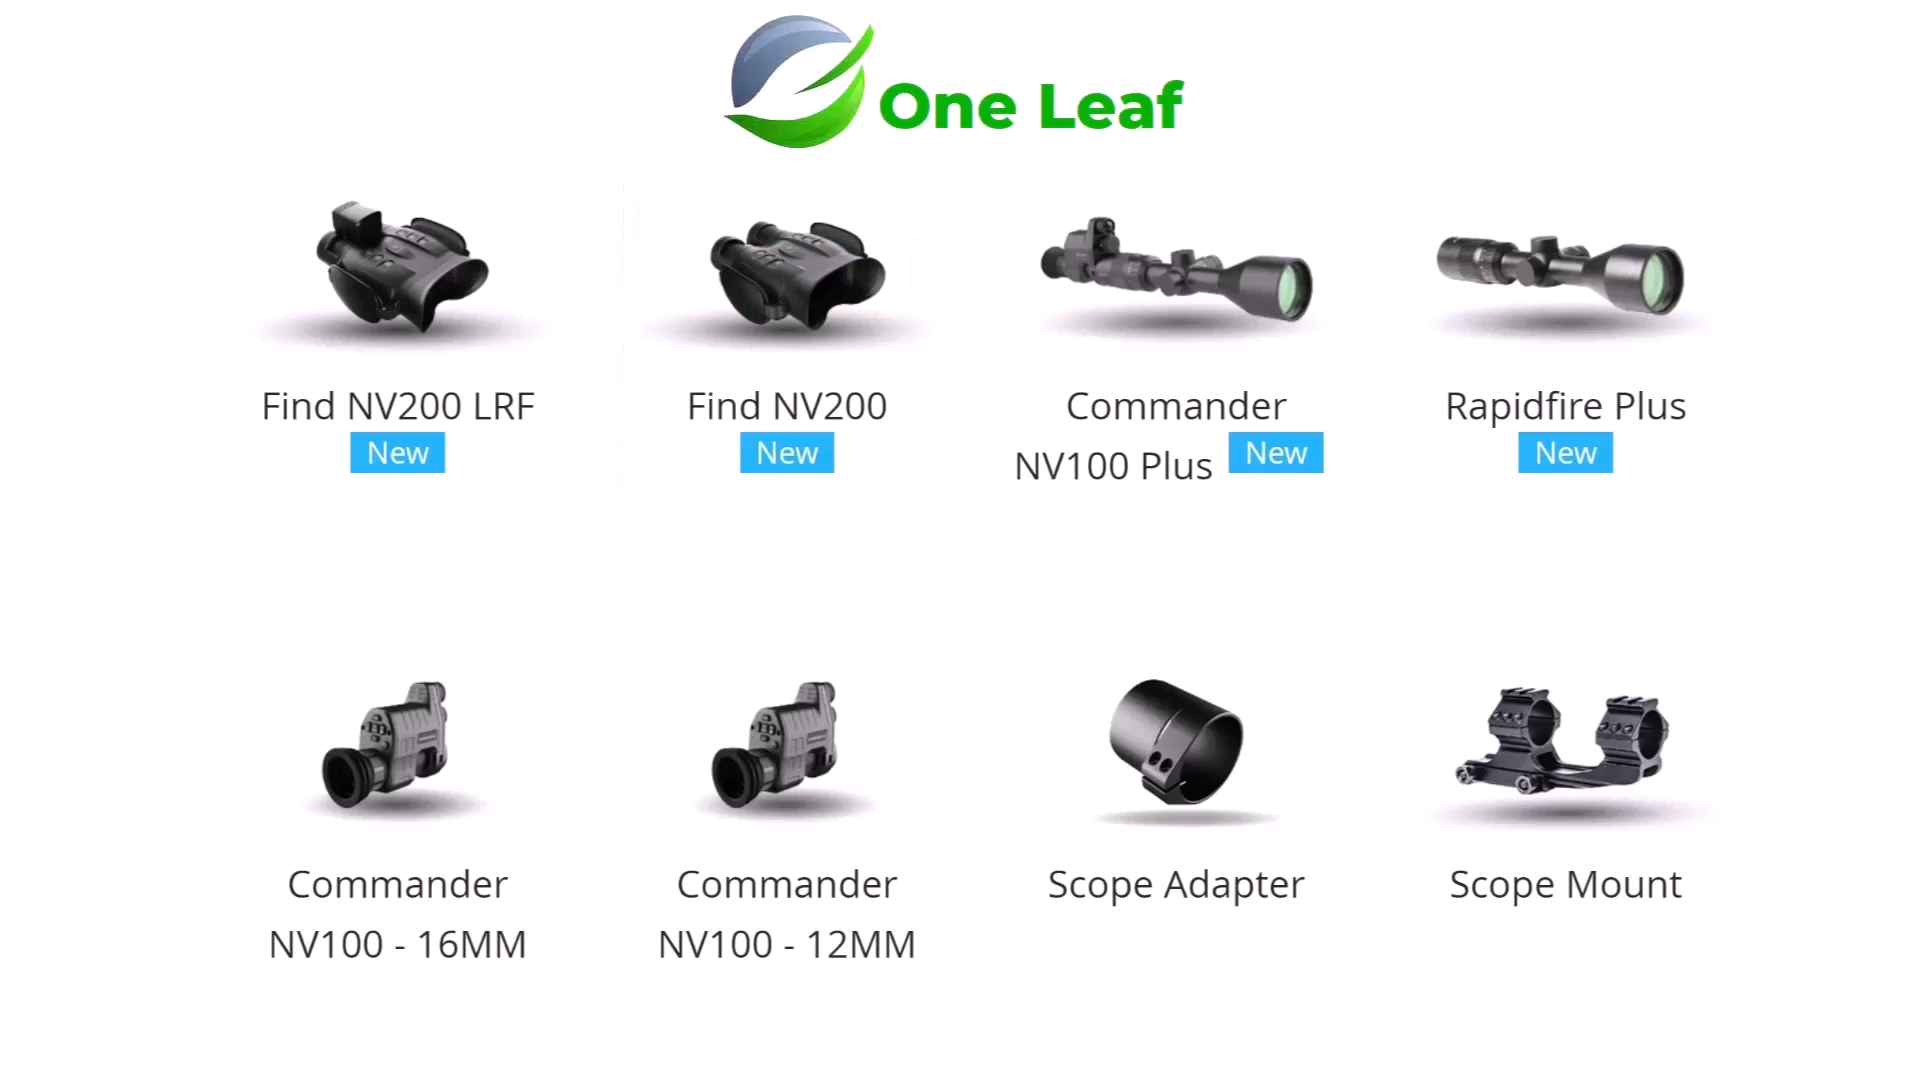 One Leaf
Find NV200 LRF
New
Find NV200
New
Commander
NV100 Plus New
Rapidfire Plus
New
Commander
NV100 - 16MM
Commander
NV100 - 12MM
Scope Adapter
Scope Mount